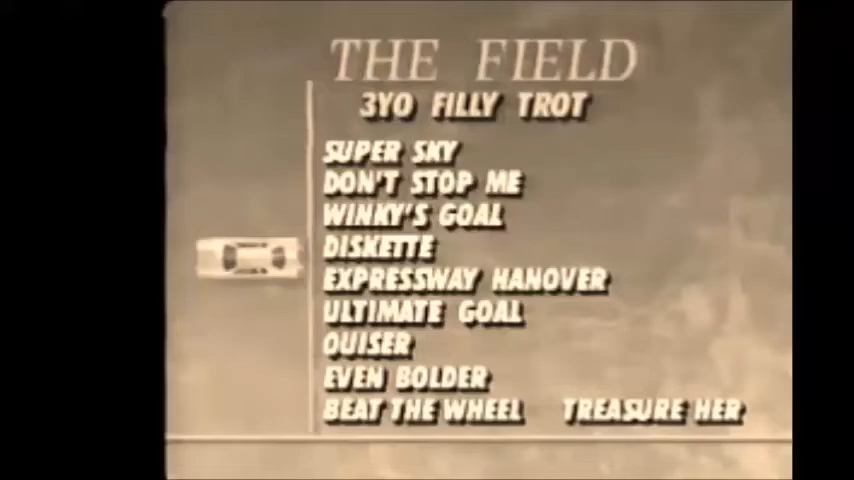 THE FIELD
3YO FILLY TROT
SUPER SKY
DON'T STOP ME
WINKY'S GOAL
DISKETTE
EXPRESSWAY HANOVER
ULTIMATE GOAL
OUISER
EVEN BOLDER
BEAT THE WHEEL TREASURE HER